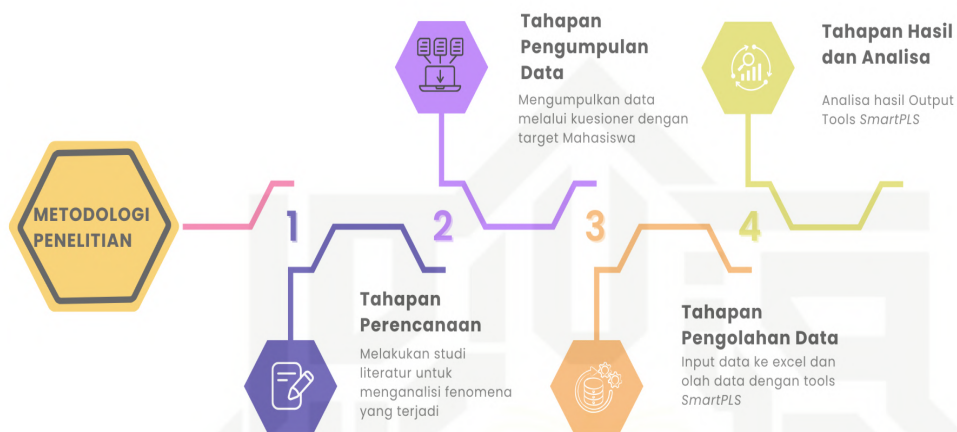 METODOLOGI
PENELITIAN
1
Tahapan
Perencanaan
Melakukan studi
literatur untuk
menganalisi fenomena
yang terjadi
2
Tahapan
Pengumpulan
Data
Mengumpulkan data
melalui kuesioner dengan
target Mahasiswa
3
Tahapan
Pengolahan Data
Input data ke excel dan
olah data dengan tools
SmartPLS
4
Tahapan Hasil
dan Analisa
Analisa hasil Output
Tools SmartPLS